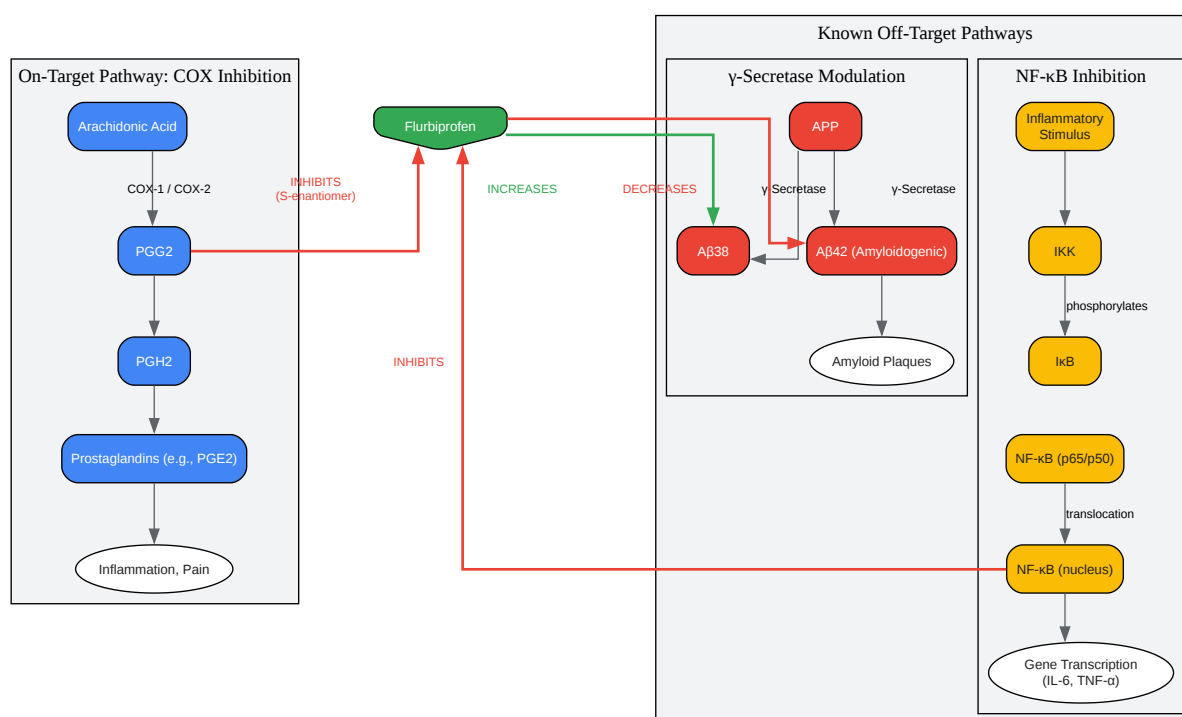 Known Off-Target Pathways
On-Target Pathway: COX Inhibition
γ-Secretase Modulation
NF-κB Inhibition
Arachidonic Acid
Flurbiprofen
APP
Inflammatory
Stimulus
COX-1 / COX-2
INHIBITS
(S-enantiomer)
INCREASES
DECREASES
γ-Secretase
γ-Secretase
PGG2
Aβ38
Aβ42 (Amyloidogenic)
IKK
phosphorylates
PGH2
INHIBITS
Amyloid Plaques
IκB
Prostaglandins (e.g., PGE2)
NF-κB (p65/p50)
translocation
Inflammation, Pain
NF-κB (nucleus)
Gene Transcription
(IL-6, TNF-α)